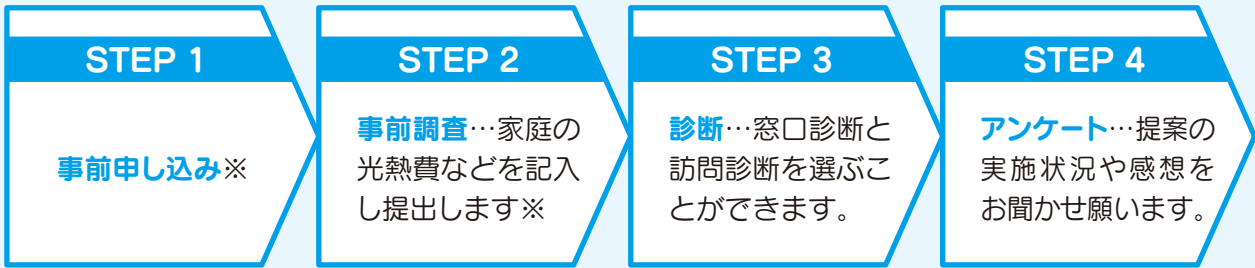 STEP 1
事前申し込み※
STEP 2
事前調査…家庭の
光熱費などを記入
し提出します※
STEP 3
診断…窓口診断と
訪問診断を選ぶこ
とができます。
STEP 4
アンケート…提案の
実施状況や感想を
お聞かせ願います。